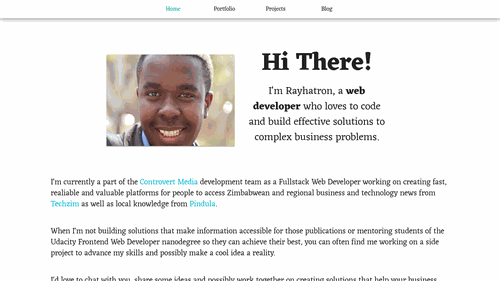 Home Portfolio Projects Blog
Hi There!
I'm Rayhatron, a web
developer who loves to code
and build effective solutions to
complex business problems.
I'm currently a part of the Controvert Media development team as a Fullstack Web Developer working on creating fast,
realiable and valuable platforms for people to access Zimbabwean and regional business and technology news from
Techzim as well as local knowledge from Pindula.
When I'm not building solutions that make information accessible for those publications or mentoring students of the
Udacity Frontend Web Developer nanodegree so they can achieve their best, you can often find me working on a side
project to advance my skills and possibly make a cool idea a reality.
I'd love to chat with you, share some ideas and possibly work together on creating solutions that help your business